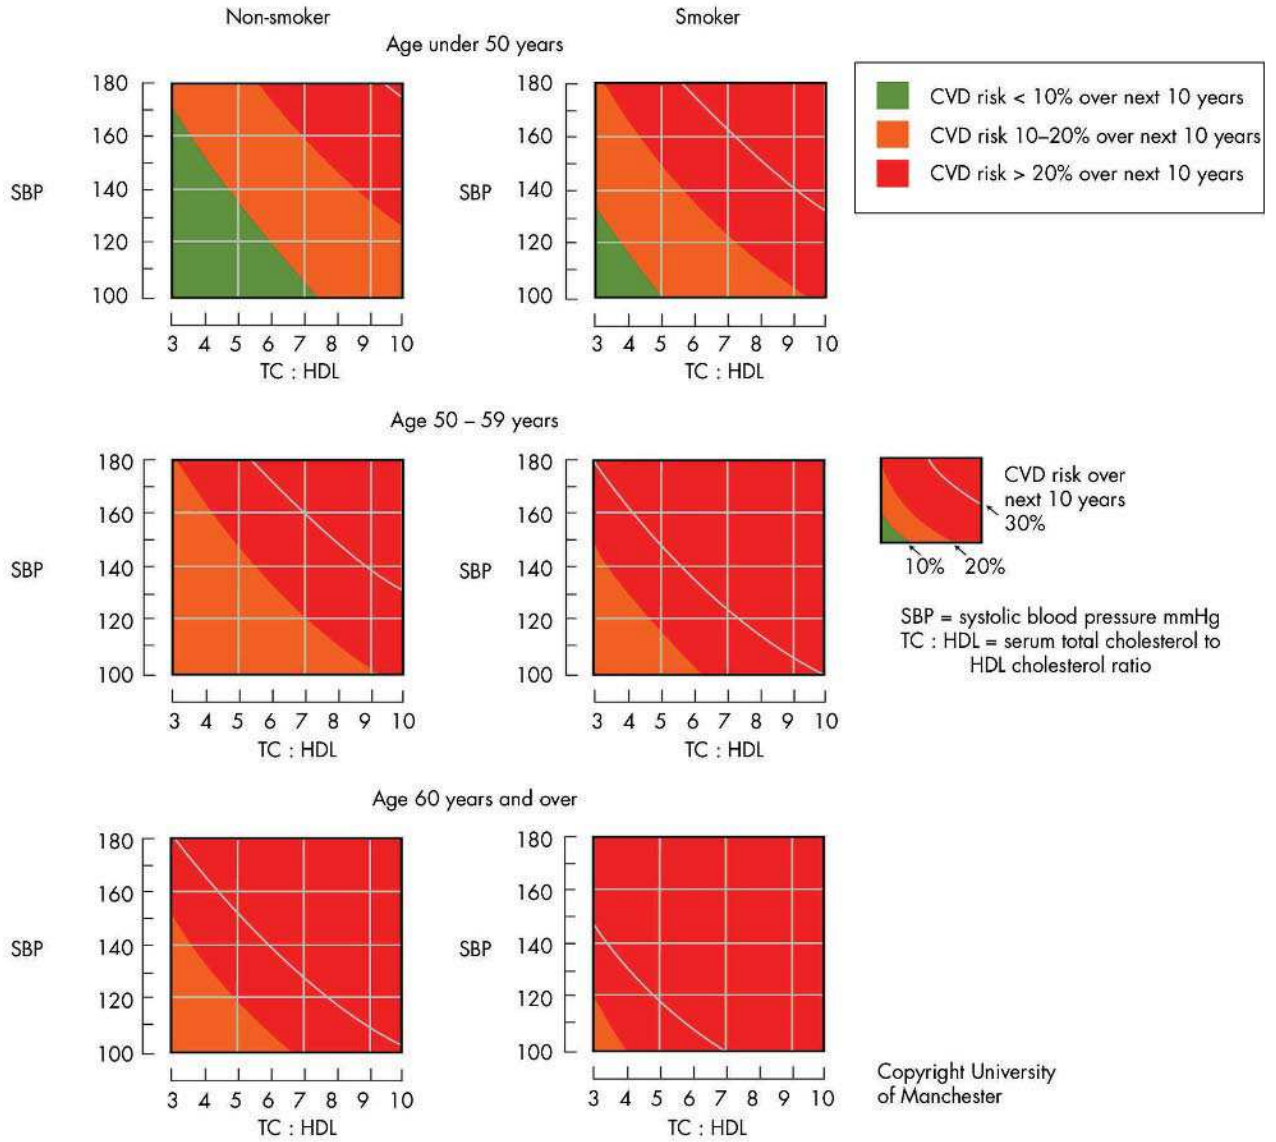 Non-smoker
Smoker
Age under 50 years
180
160
SBP
140
120
100
3 4 5 6 7 8 9 10
TC : HDL
180
160
140
120
100
3 4 5 6 7 8 9 10
TC : HDL
CVD risk < 10% over next 10 years
CVD risk 10–20% over next 10 years
CVD risk > 20% over next 10 years
Age 50 – 59 years
180
160
SBP
140
120
100
3 4 5 6 7 8 9 10
TC : HDL
180
160
SBP
140
120
100
3 4 5 6 7 8 9 10
TC : HDL
CVD risk over
next 10 years
30%
10% 20%
SBP = systolic blood pressure mmHg
TC : HDL = serum total cholesterol to
HDL cholesterol ratio
Age 60 years and over
180
160
SBP
140
120
100
3 4 5 6 7 8 9 10
TC : HDL
180
160
SBP
140
120
100
3 4 5 6 7 8 9 10
TC : HDL
Copyright University
of Manchester